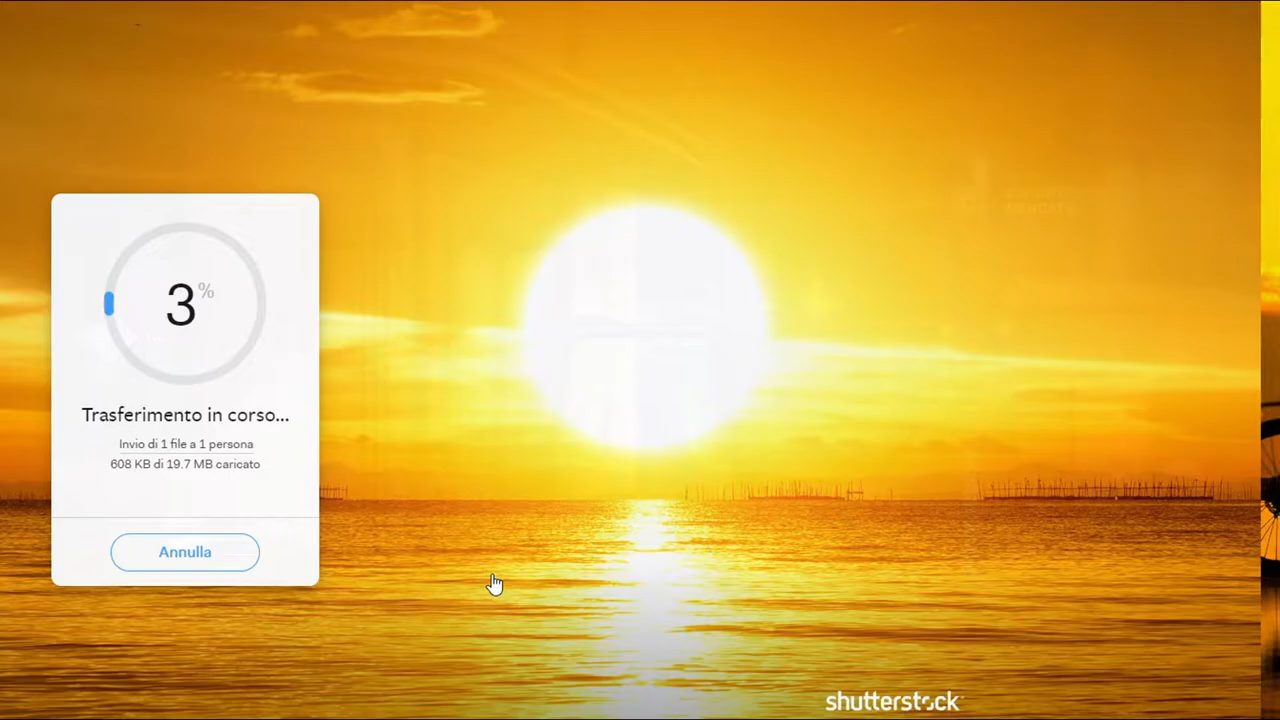 3%
Trasferimento in corso...
Invio di 1 file a 1 persona
608 KB di 19.7 MB caricato
Annulla
shutterstock